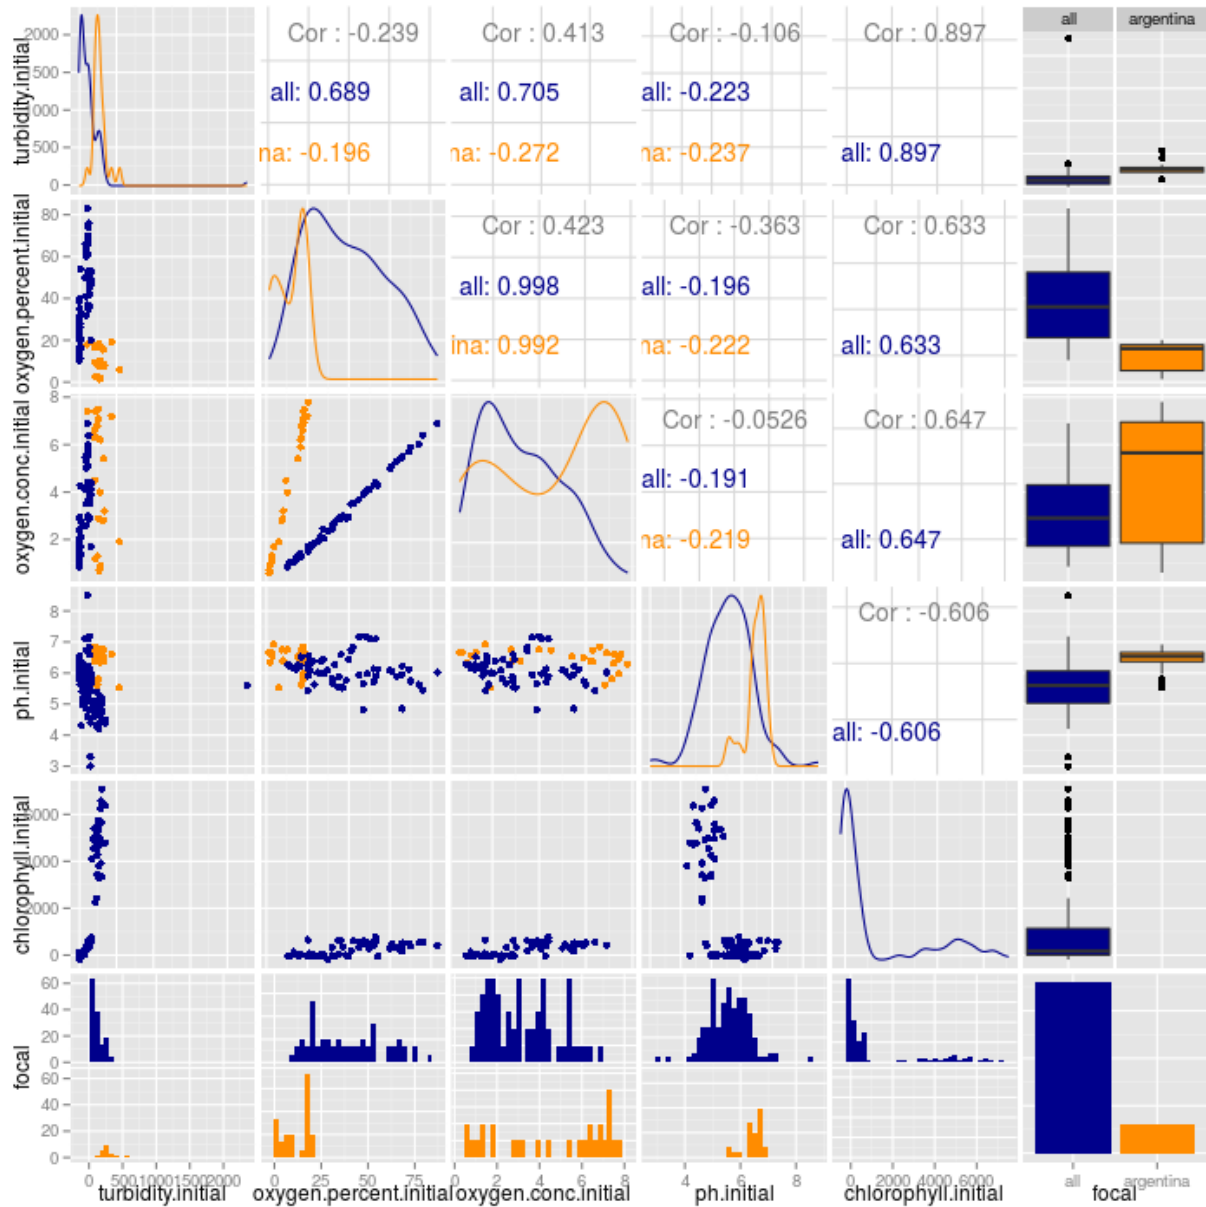 all argentina
turbidity.initial
2000
1500
1000
500
0
Cor : -0.239
all: 0.689
na: -0.196
Cor : 0.413
all: 0.705
na: -0.272
Cor : -0.106
all: -0.223
na: -0.237
Cor : 0.897
all: 0.897
oxygen.percent.initial
80
60
40
20
0
Cor : 0.423
all: 0.998
ina: 0.992
Cor : -0.363
all: -0.196
na: -0.222
Cor : 0.633
all: 0.633
oxygen.conc.initial
8
6
4
2
Cor : -0.0526
all: -0.191
na: -0.219
Cor : 0.647
all: 0.647
ph.initial
8
7
6
5
4
3
Cor : -0.606
all: -0.606
chlorophyll.initial
6000
4000
2000
0
focal
60
40
20
0
60
40
20
0
0 500 1000 1500 2000
0 25 50 75
0 2 4 6 8
4 6 8
0 2000 4000 6000
all argentina
turbidity.initial oxygen.percent.initial oxygen.conc.initial ph.initial chlorophyll.initial focal